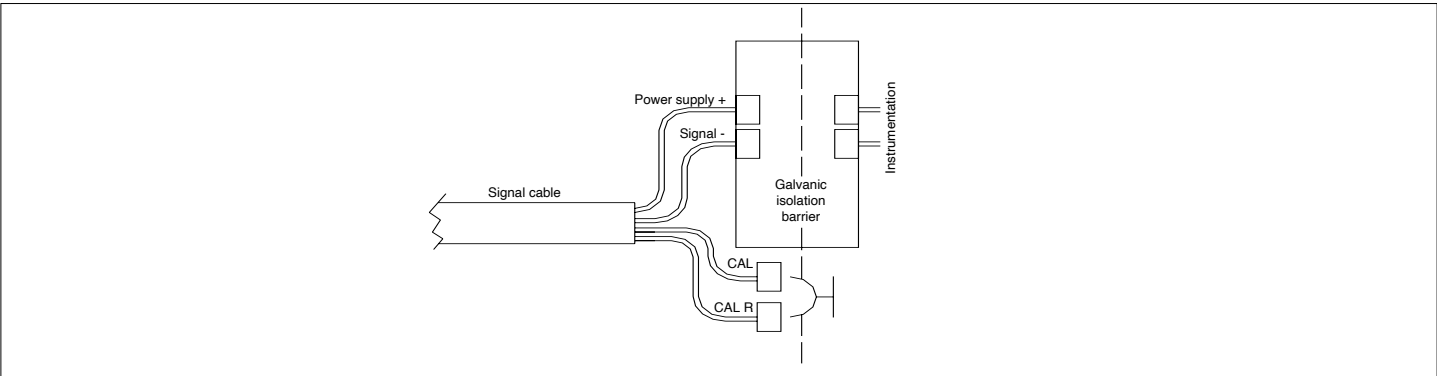 Power supply +
Signal -
Instrumentation
Signal cable
Galvanic
isolation
barrier
CAL
CAL R